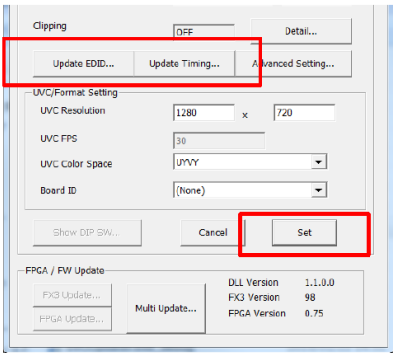 Clipping OFF Detail...
Update EDID... Update Timing... Advanced Setting...
UVC/Format Setting
UVC Resolution 1280 x 720
UVC FPS 30
UVC Color Space UYVY
Board ID (None)
Show DIP SW... Cancel Set
FPGA / FW Update
DLL Version 1.1.0.0
FX3 Update... Multi Update... FX3 Version 98
FPGA Update... FPGA Version 0.75